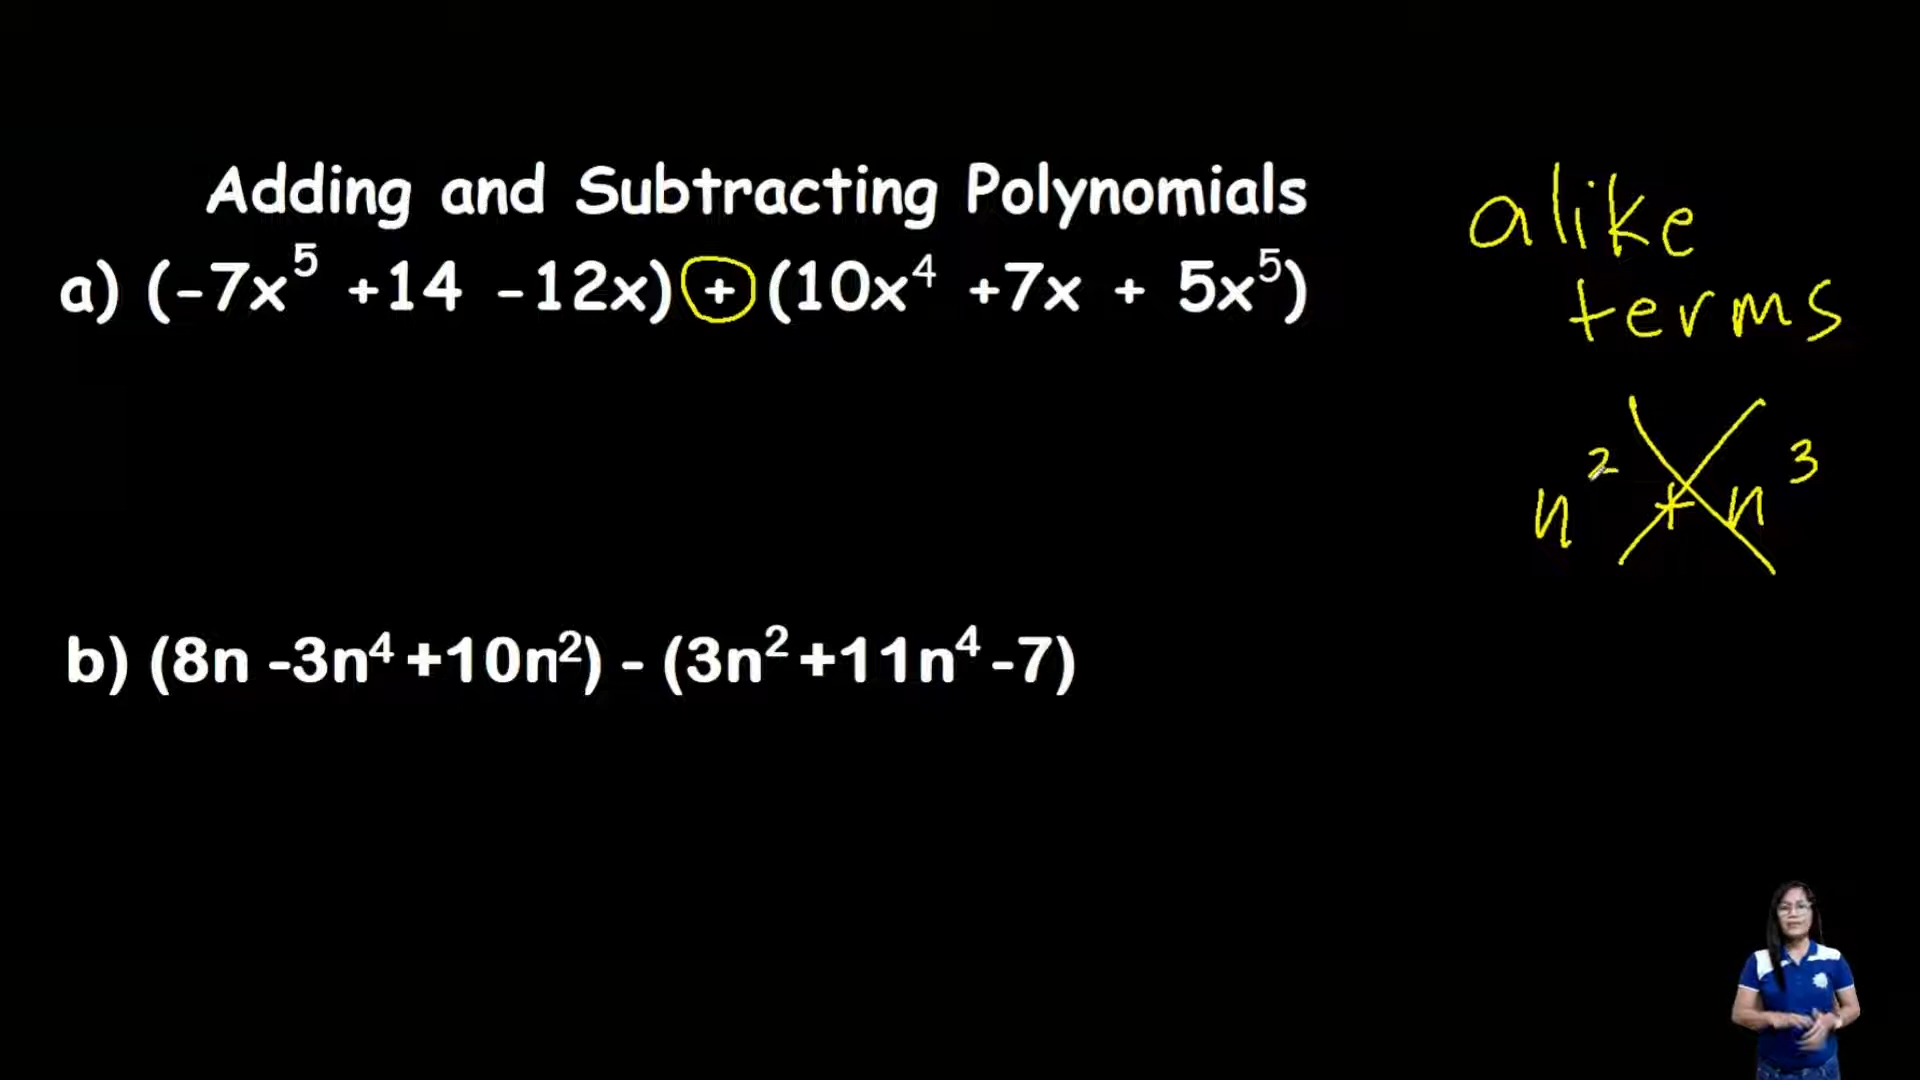 Adding and Subtracting Polynomials
a) (-7x⁵ +14 -12x) + (10x⁴ +7x + 5x⁵)
alike
terms
n² + n³
b) (8n -3n⁴ +10n²) - (3n² +11n⁴ -7)